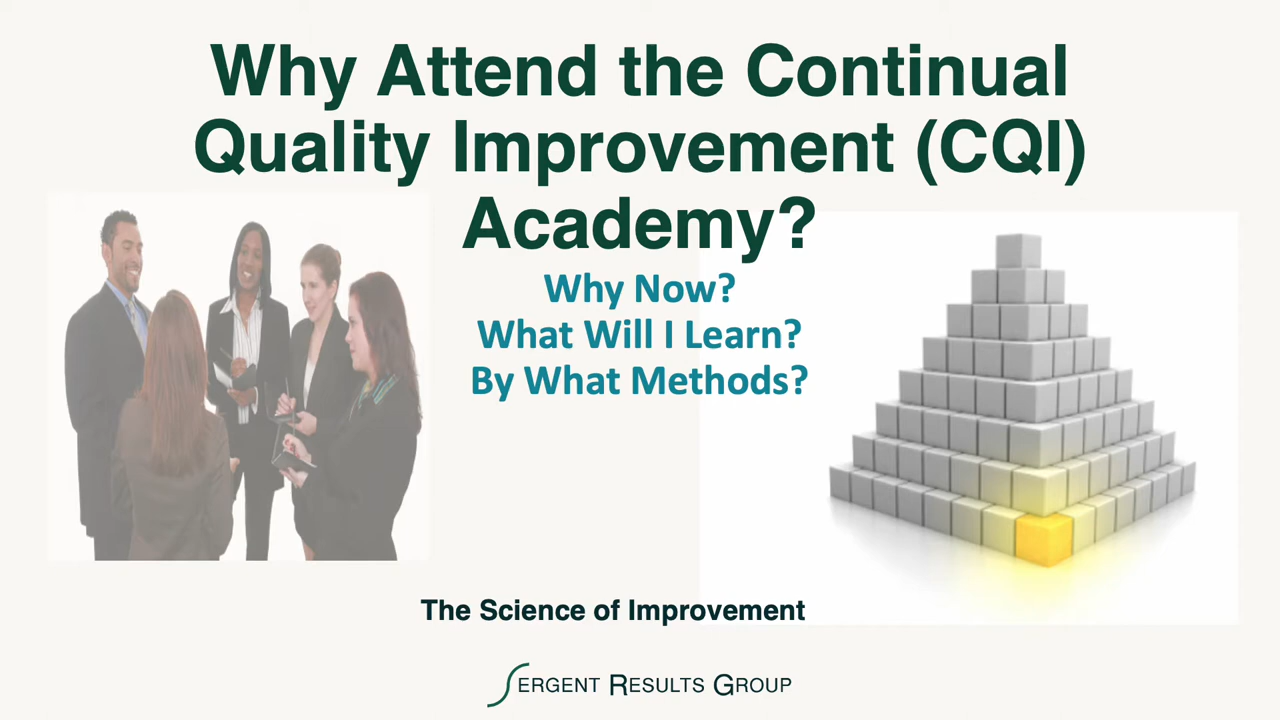 Why Attend the Continual
Quality Improvement (CQI)
Academy?
Why Now?
What Will I Learn?
By What Methods?
The Science of Improvement
SERGENT RESULTS GROUP